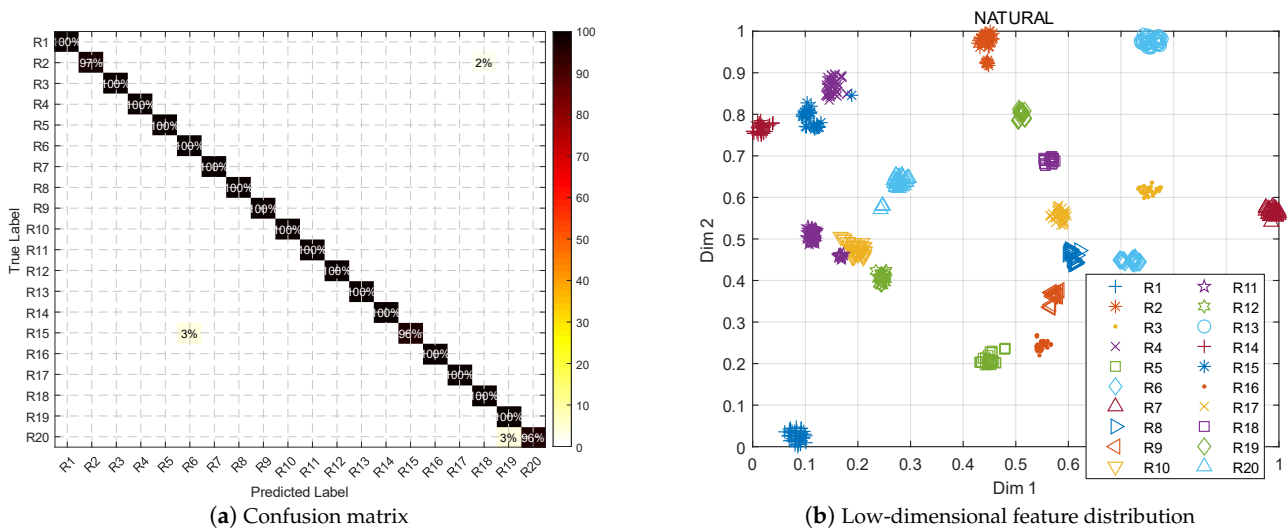 R1
R2
R3
R4
R5
R6
R7
R8
R9
R10
R11
R12
R13
R14
R15
R16
R17
R18
R19
R20
True Label
100%
97% 2%
100%
100%
100%
100%
100%
100%
100%
100%
100%
100%
100%
100%
3% 96%
100%
100%
100%
100%
3% 96%
R1 R2 R3 R4 R5 R6 R7 R8 R9 R10 R11 R12 R13 R14 R15 R16 R17 R18 R19 R20
Predicted Label
100
90
80
70
60
50
40
30
20
10
0
(a) Confusion matrix
NATURAL
1
0.9
0.8
0.7
0.6
0.5
0.4
0.3
0.2
0.1
0
Dim 2
0 0.1 0.2 0.3 0.4 0.5 0.6 1
Dim 1
R1 R11
R2 R12
R3 R13
R4 R14
R5 R15
R6 R16
R7 R17
R8 R18
R9 R19
R10 R20
(b) Low-dimensional feature distribution